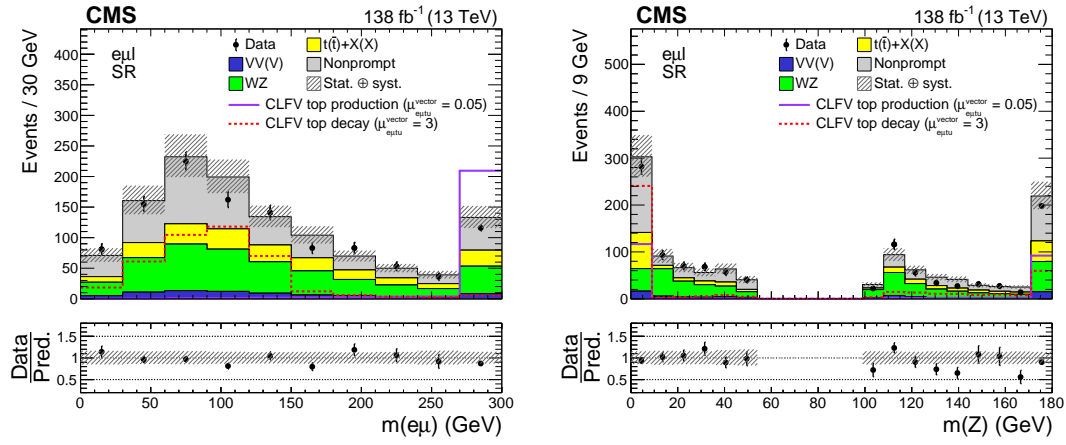 CMS 138 fb⁻¹ (13 TeV)
Events / 30 GeV
400
350
300
250
200
150
100
50
0
eμl
SR
Data
t(t̄)+X(X)
VV(V)
Nonprompt
WZ
Stat. ⊕ syst.
CLFV top production (μ^vector_eμtu = 0.05)
CLFV top decay (μ^vector_eμtu = 3)
Data
Pred.
1.5
1
0.5
0 50 100 150 200 250 300
m(eμ) (GeV)
CMS 138 fb⁻¹ (13 TeV)
Events / 9 GeV
500
400
300
200
100
0
eμl
SR
Data
t(t̄)+X(X)
VV(V)
Nonprompt
WZ
Stat. ⊕ syst.
CLFV top production (μ^vector_eμtu = 0.05)
CLFV top decay (μ^vector_eμtu = 3)
Data
Pred.
1.5
1
0.5
0 20 40 60 80 100 120 140 160 180
m(Z) (GeV)